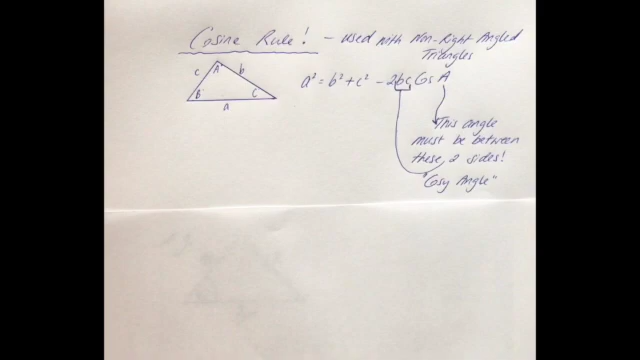 Cosine Rule! - used with Non-Right Angled
Triangles
c A b
B C
a
a² = b² + c² - 2bc Cos A
This angle
must be between
these 2 sides!
"Cosy Angle"